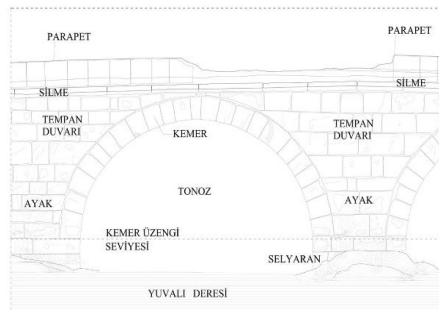 PARAPET
PARAPET
SİLME
SİLME
TEMPAN
DUVARI
TEMPAN
DUVARI
KEMER
TONOZ
AYAK
AYAK
KEMER ÜZENGİ
SEVİYESİ
SELYARAN
YUVALI DERESİ